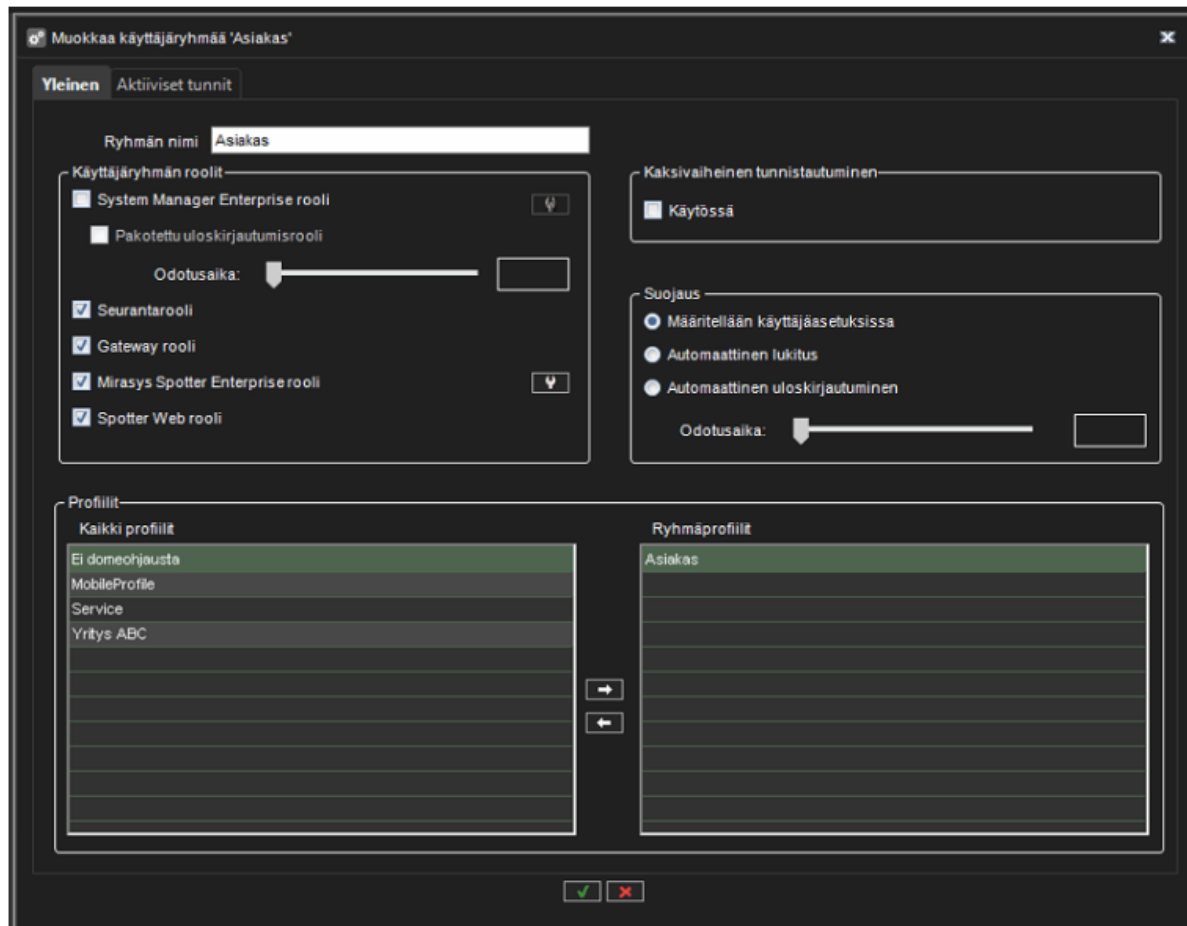 Muokkaa käyttäjäryhmää 'Asiakas'
Yleinen Aktiiviset tunnit
Ryhmän nimi Asiakas
Käyttäjäryhmän roolit
System Manager Enterprise rooli
Pakotettu uloskirjautumisrooli
Odotusaika:
Seurantarooli
Gateway rooli
Mirasys Spotter Enterprise rooli
Spotter Web rooli
Kaksivaiheinen tunnistautuminen
Käytössä
Suojaus
Määritellään käyttäjäasetuksissa
Automaattinen lukitus
Automaattinen uloskirjautuminen
Odotusaika:
Profiilit
Kaikki profiilit
Ei domeohjausta
MobileProfile
Service
Yritys ABC
Ryhmäprofiilit
Asiakas